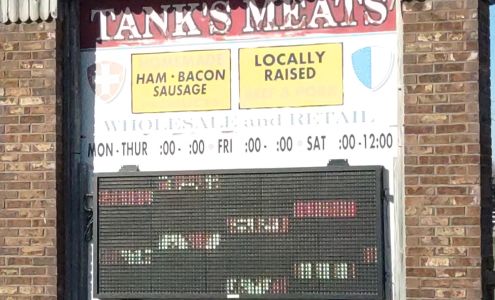 TANK'S MEATS
HOMEMADE
HAM • BACON
SAUSAGE
LOCALLY
RAISED
WHOLESALE and RETAIL
MON-THUR :00- :00 • FRI :00- :00 • SAT :00-12:00